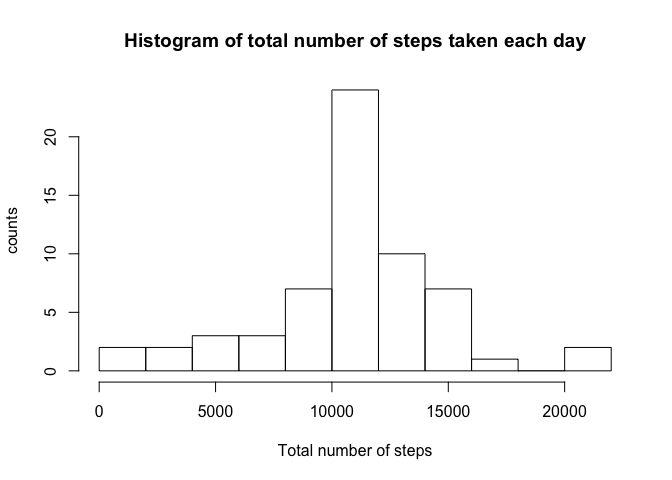 Histogram of total number of steps taken each day
counts
20
15
10
5
0
0 5000 10000 15000 20000
Total number of steps